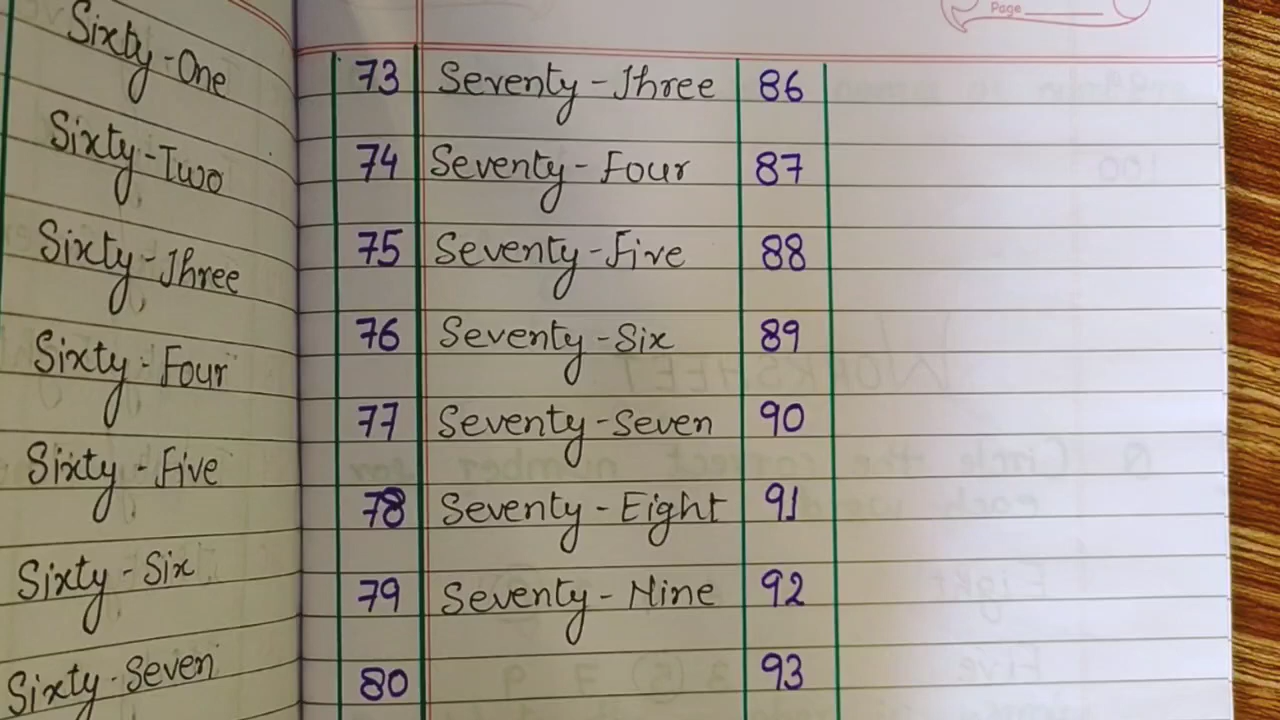 Sixty-One
Sixty-Two
Sixty-Three
Sixty-Four
Sixty-Five
Sixty-Six
Sixty-Seven
Page
73 Seventy-Three 86
74 Seventy-Four 87
75 Seventy-Five 88
76 Seventy-Six 89
77 Seventy-Seven 90
78 Seventy-Eight 91
79 Seventy-Nine 92
80 93